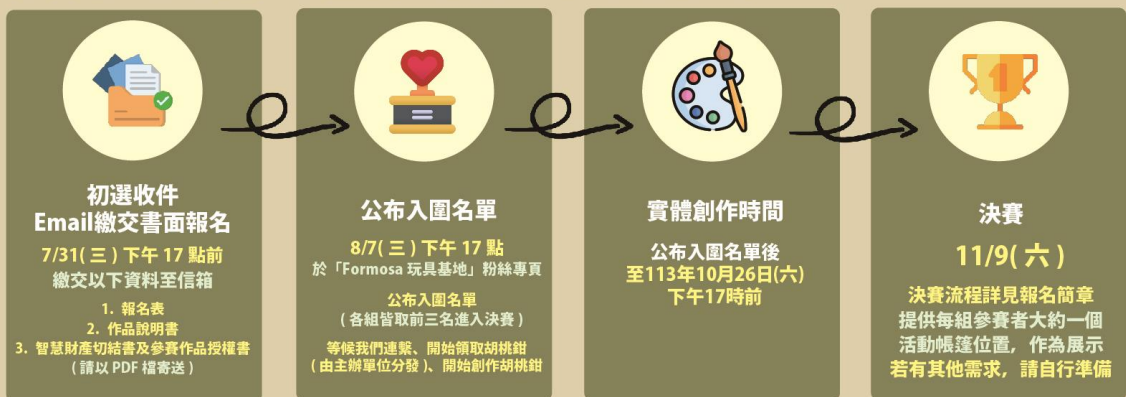 初選收件
Email繳交書面報名
7/31(三)下午 17 點前
繳交以下資料至信箱
1. 報名表
2. 作品說明書
3. 智慧財產切結書及參賽作品授權書
(請以 PDF 檔寄送)
公布入圍名單
8/7(三)下午 17 點
於「Formosa 玩具基地」粉絲專頁
公布入圍名單
(各組皆取前三名進入決賽)
等候我們連繫、開始領取胡桃鉗
(由主辦單位分發)、開始創作胡桃鉗
實體創作時間
公布入圍名單後
至113年10月26日(六)
下午17時前
1
決賽
11/9(六)
決賽流程詳見報名簡章
提供每組參賽者大約一個
活動帳篷位置，作為展示
若有其他需求，請自行準備